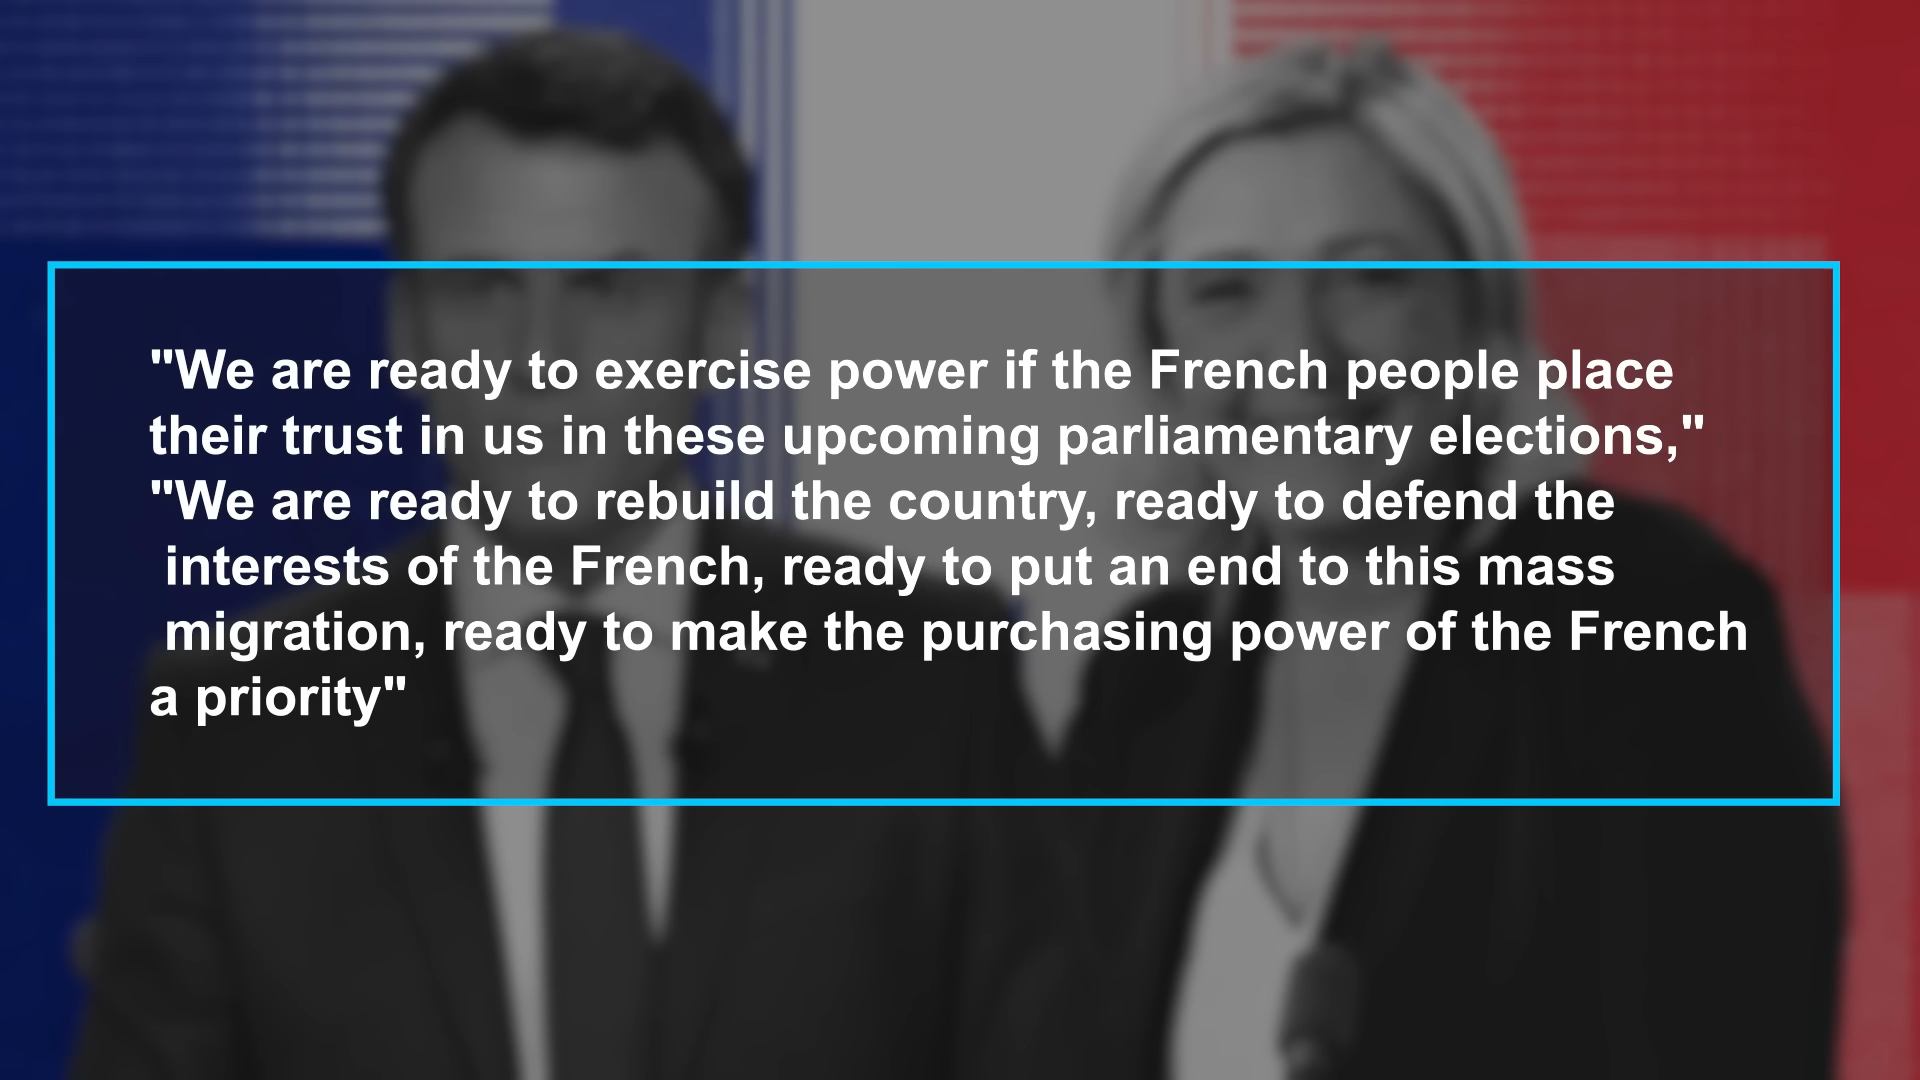 "We are ready to exercise power if the French people place
their trust in us in these upcoming parliamentary elections,"
"We are ready to rebuild the country, ready to defend the
interests of the French, ready to put an end to this mass
migration, ready to make the purchasing power of the French
a priority"